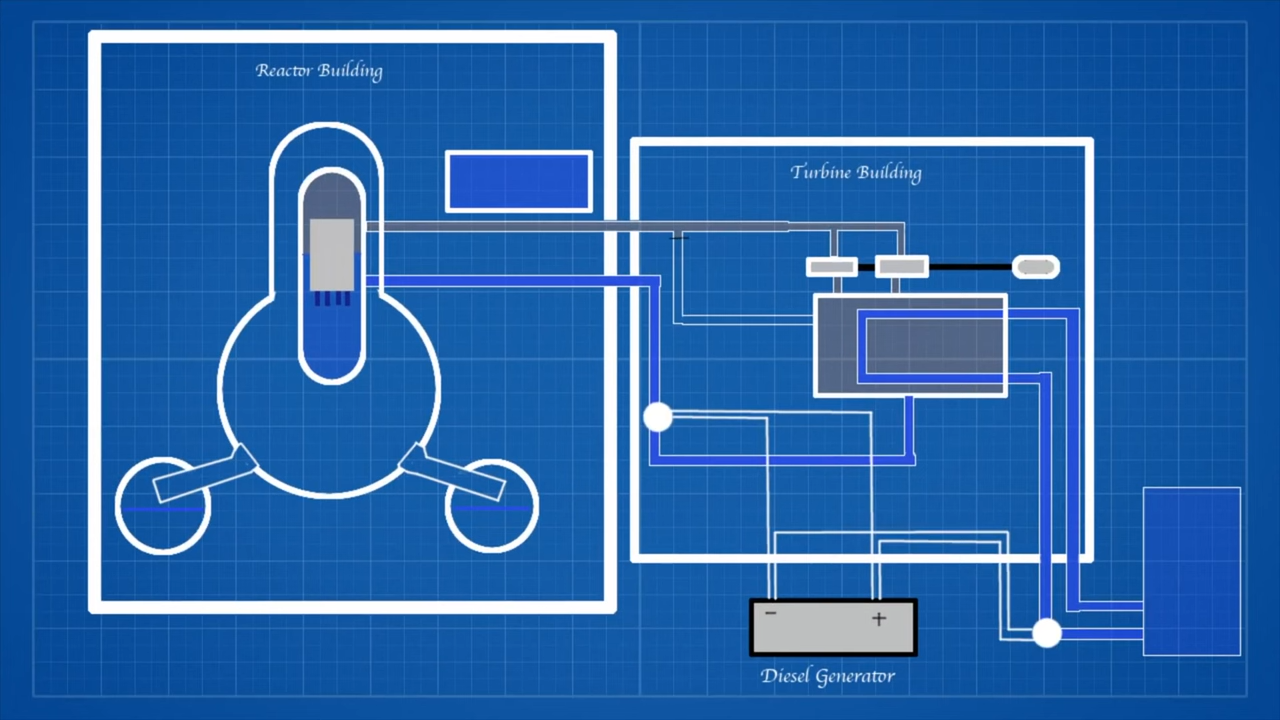 Reactor Building
Turbine Building
− +
Diesel Generator